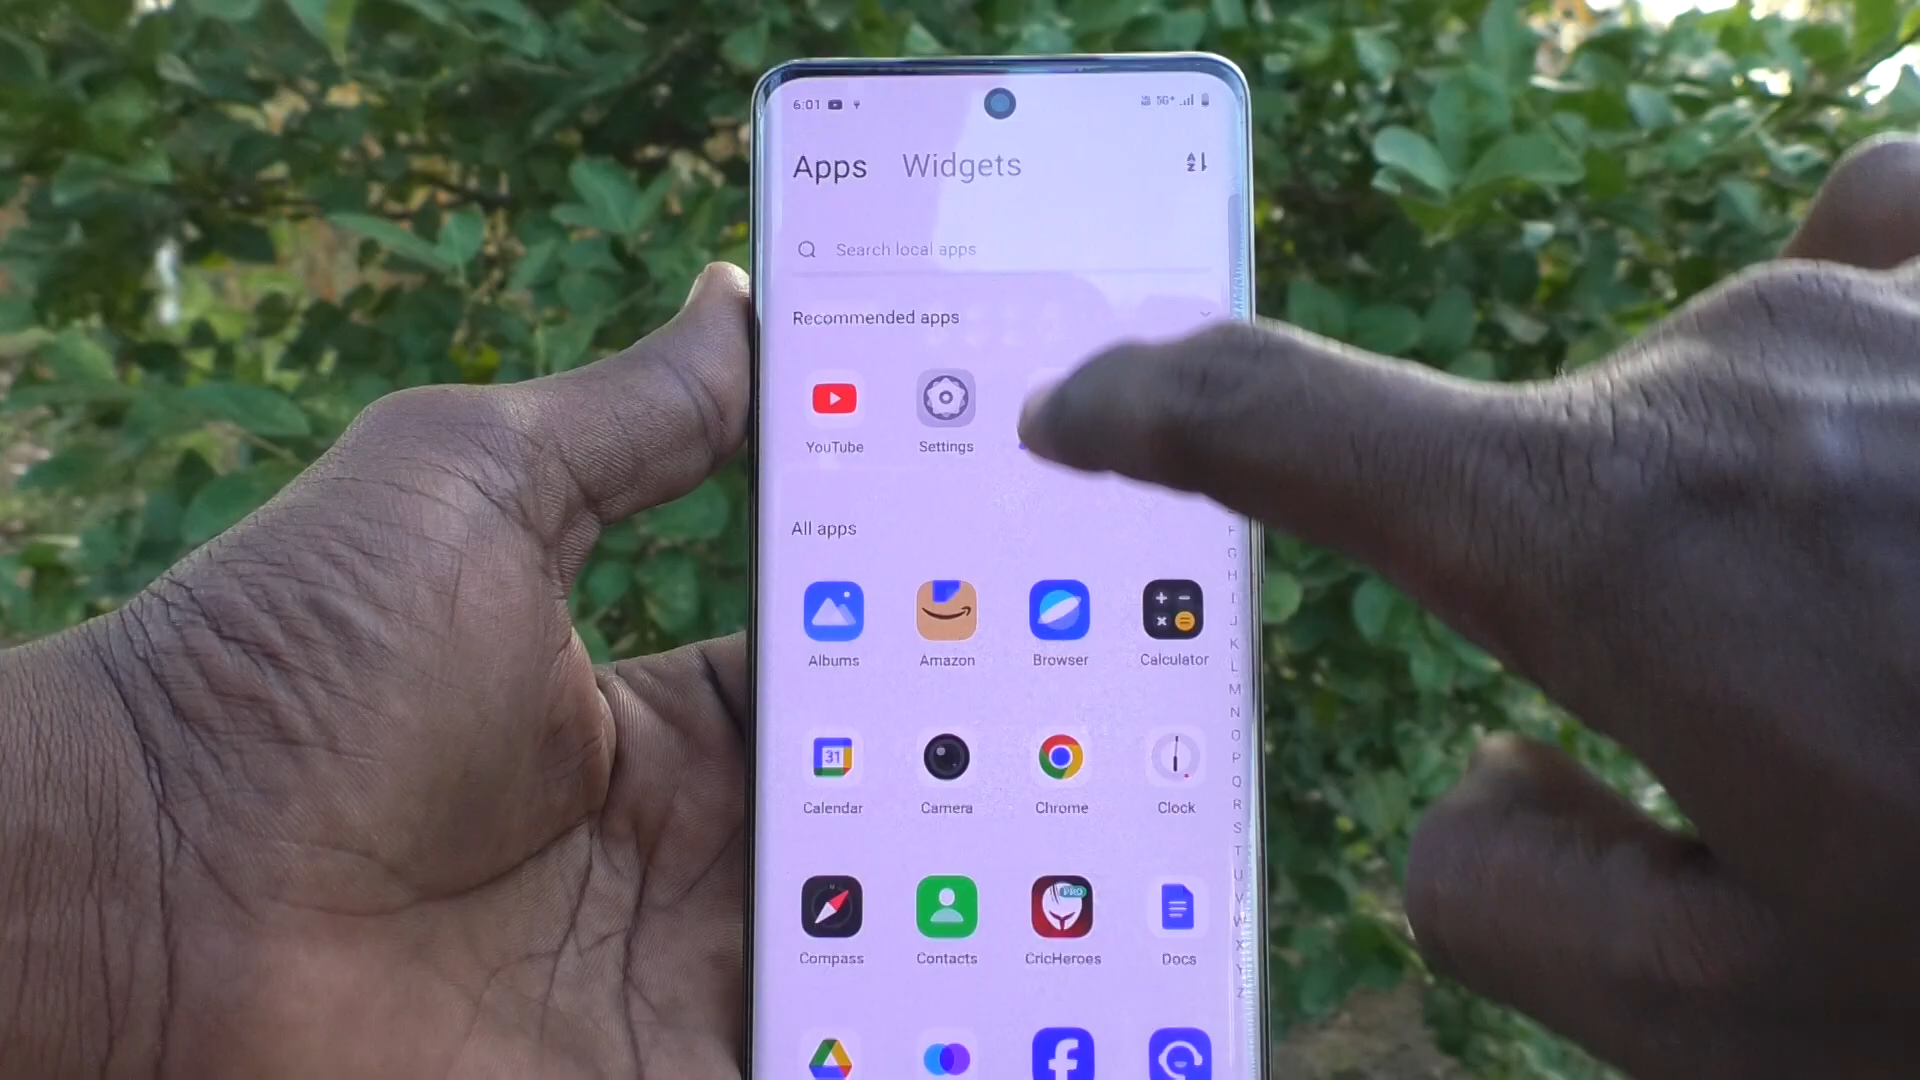 6:01
5G+
Apps Widgets
Search local apps
Recommended apps
YouTube Settings
All apps
Albums Amazon Browser Calculator
31
Calendar Camera Chrome Clock
PRO
Compass Contacts CricHeroes Docs
F
G
H
I
J
K
L
M
N
O
P
Q
R
S
T
U
V
W
X
Y
Z